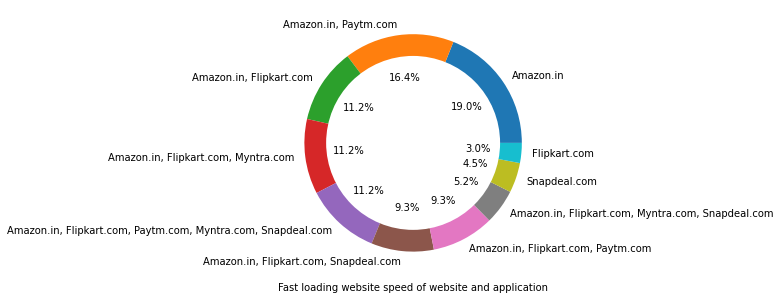 Amazon.in, Paytm.com
Amazon.in, Flipkart.com
Amazon.in
16.4%
11.2%
19.0%
Amazon.in, Flipkart.com, Myntra.com
11.2%
3.0%
Flipkart.com
4.5%
Snapdeal.com
11.2%
5.2%
9.3%
9.3%
Amazon.in, Flipkart.com, Myntra.com, Snapdeal.com
Amazon.in, Flipkart.com, Paytm.com, Myntra.com, Snapdeal.com
Amazon.in, Flipkart.com, Paytm.com
Amazon.in, Flipkart.com, Snapdeal.com
Fast loading website speed of website and application